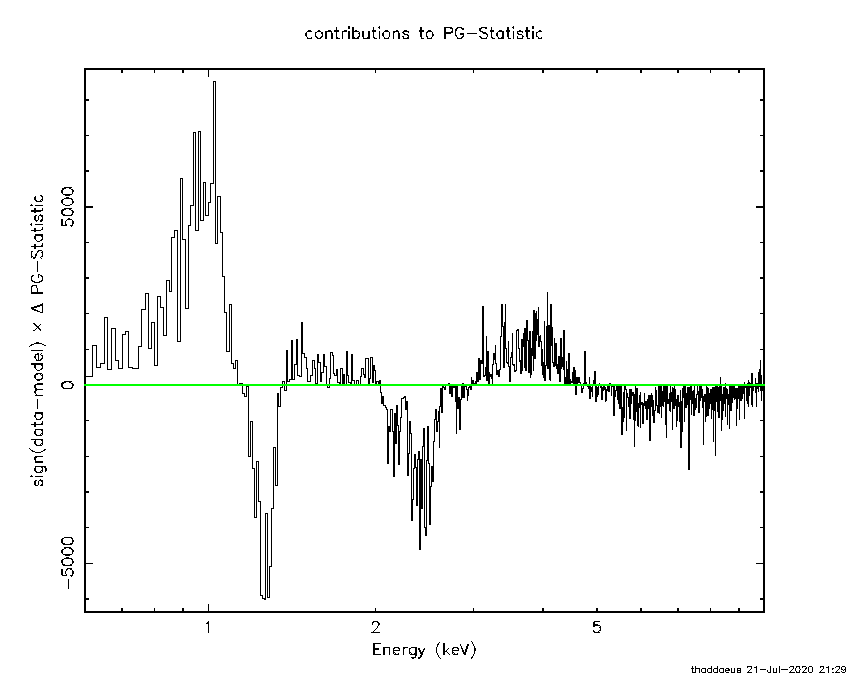 contributions to PG-Statistic
sign(data-model) × Δ PG-Statistic
5000
0
-5000
1
2
5
Energy (keV)
thaddaeus 21-Jul-2020 21:29